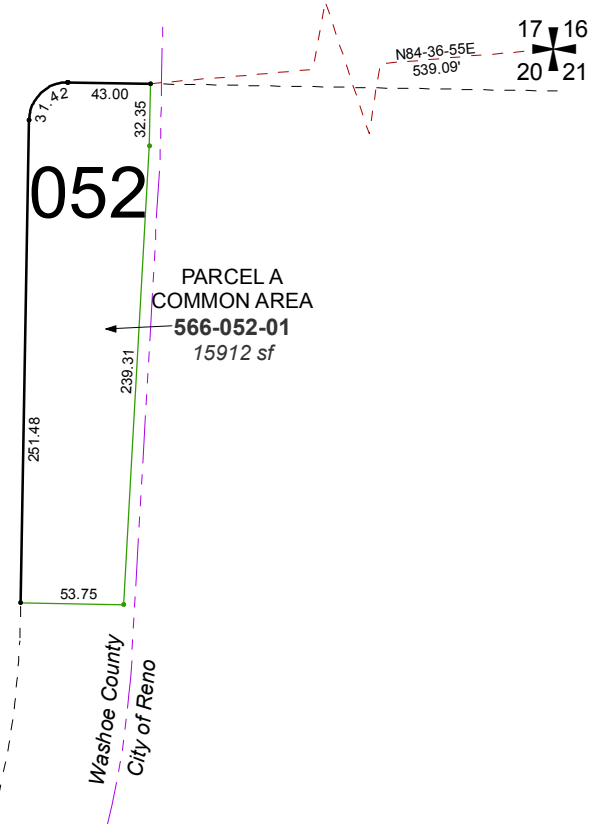 17 16
N84-36-55E
539.09'
20 21
43.00
31.42
32.35
052
PARCEL A
COMMON AREA
566-052-01
15912 sf
239.31
251.48
53.75
Washoe County
City of Reno